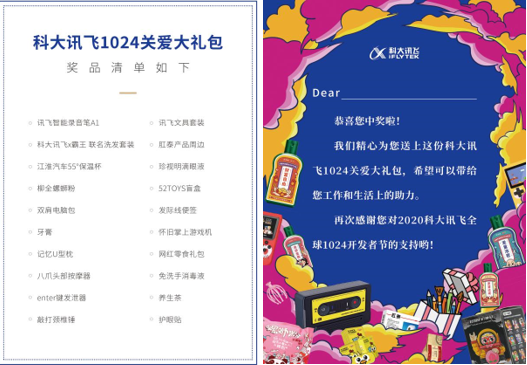 科大讯飞1024关爱大礼包
奖品清单如下
讯飞智能录音笔A1
科大讯飞x霸王 联名洗发套装
江淮汽车55°保温杯
柳全螺蛳粉
双肩电脑包
牙膏
记忆U型枕
八爪头部按摩器
enter键发泄器
敲打颈椎锤
讯飞文具套装
肛泰产品周边
珍视明滴眼液
52TOYS盲盒
发际线便签
怀旧掌上游戏机
网红零食礼包
免洗手消毒液
养生茶
护眼贴
科大讯飞
iFLYTEK
Dear
恭喜您中奖啦!
我们精心为您送上这份科大讯
飞1024关爱大礼包，希望可以带给
您工作和生活上的助力。
再次感谢您对2020科大讯飞全
球1024开发者节的支持哟!